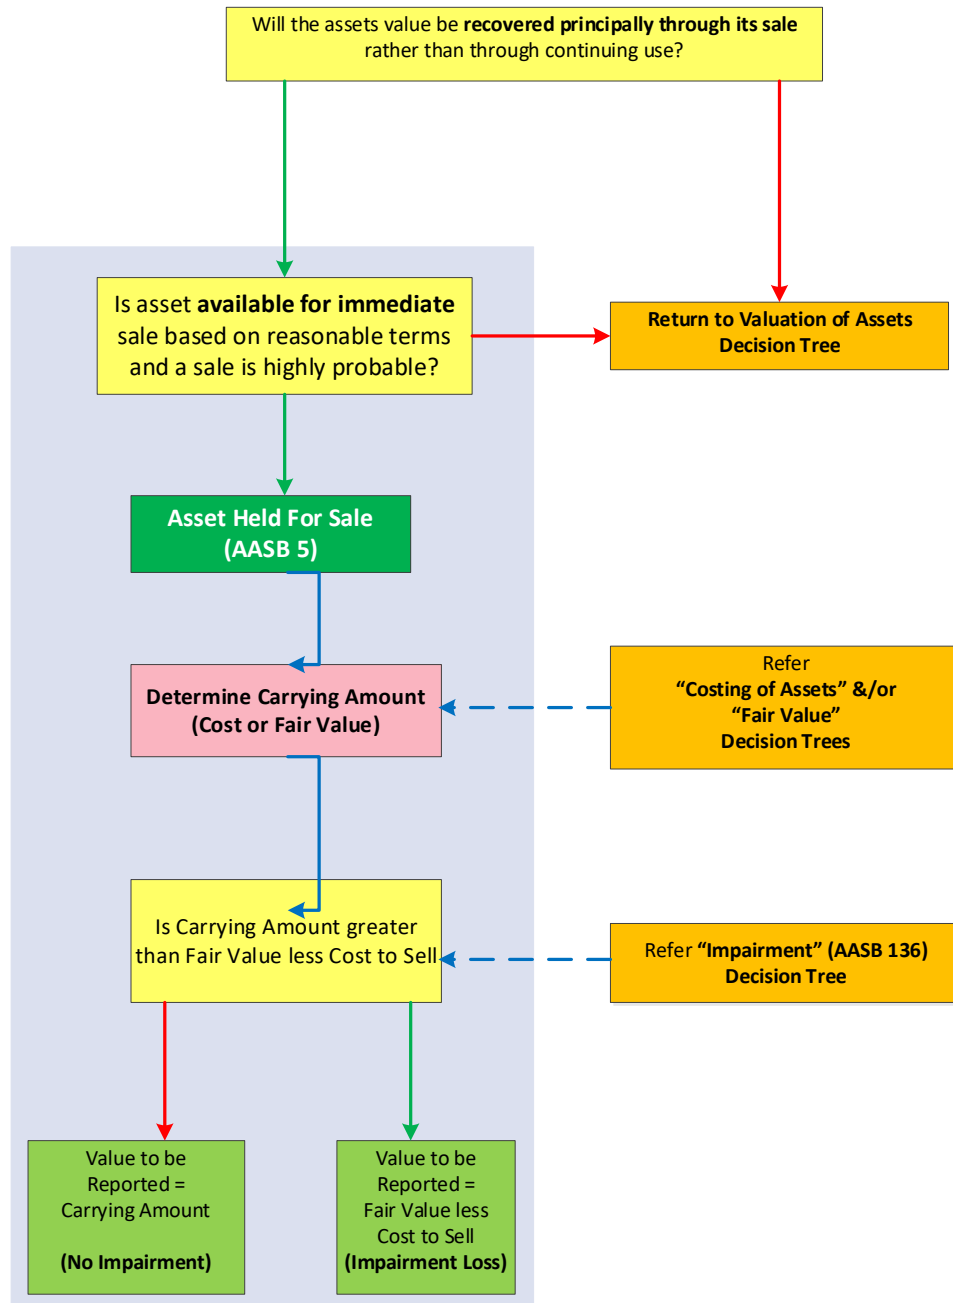 Will the assets value be recovered principally through its sale
rather than through continuing use?
Is asset available for immediate
sale based on reasonable terms
and a sale is highly probable?
Return to Valuation of Assets
Decision Tree
Asset Held For Sale
(AASB 5)
Determine Carrying Amount
(Cost or Fair Value)
Refer
“Costing of Assets” &/or
“Fair Value”
Decision Trees
Is Carrying Amount greater
than Fair Value less Cost to Sell
Refer “Impairment” (AASB 136)
Decision Tree
Value to be
Reported =
Carrying Amount
(No Impairment)
Value to be
Reported =
Fair Value less
Cost to Sell
(Impairment Loss)